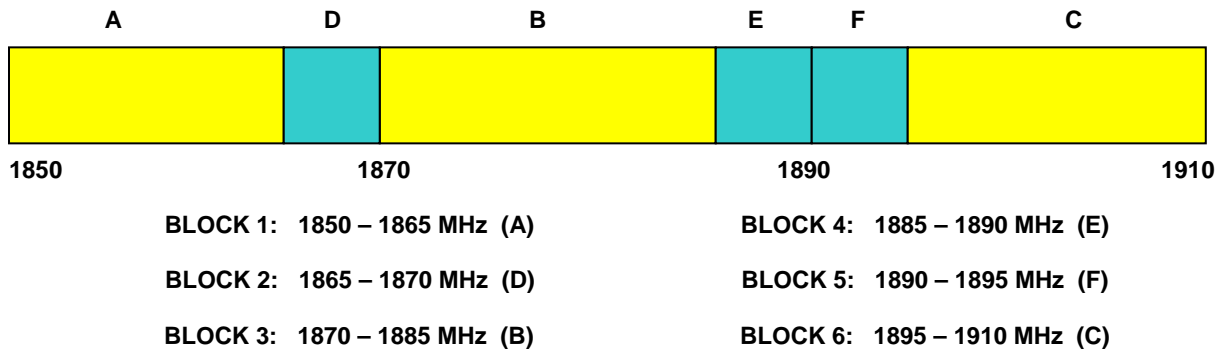 A D B E F C
1850 1870 1890 1910
BLOCK 1: 1850 – 1865 MHz (A) BLOCK 4: 1885 – 1890 MHz (E)
BLOCK 2: 1865 – 1870 MHz (D) BLOCK 5: 1890 – 1895 MHz (F)
BLOCK 3: 1870 – 1885 MHz (B) BLOCK 6: 1895 – 1910 MHz (C)